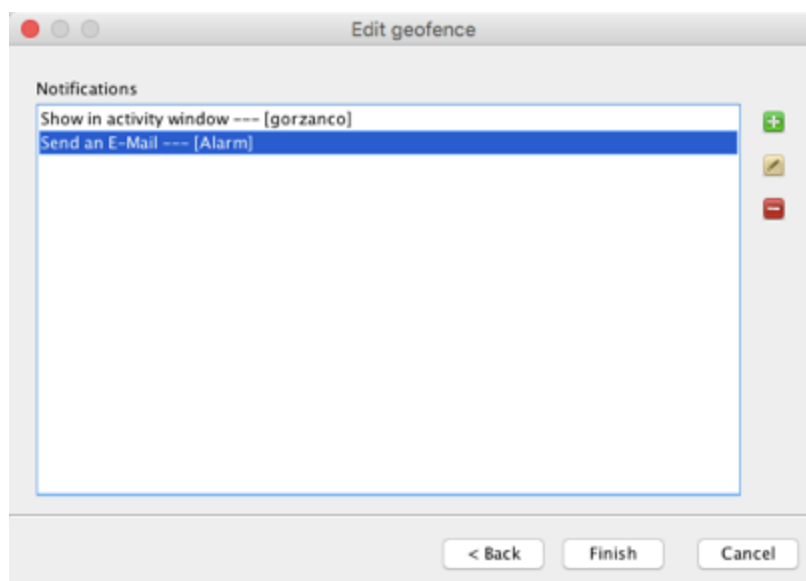 Edit geofence
Notifications
Show in activity window --- [gorzanco]
Send an E-Mail --- [Alarm]
< Back Finish Cancel